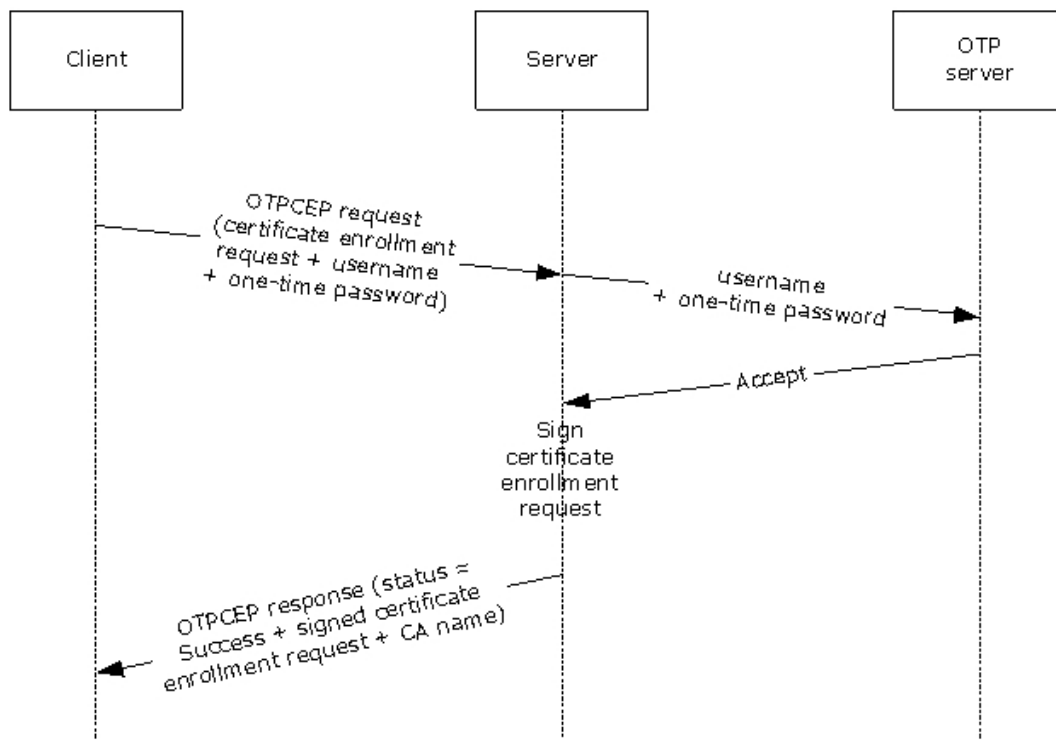 Client
Server
OTP
server
OTPCEP request
(certificate enrollment
request + username
+ one-time password)
username
+ one-time password
Accept
Sign
certificate
enrollment
request
OTPCEP response (status =
Success + signed certificate
enrollment request + CA name)